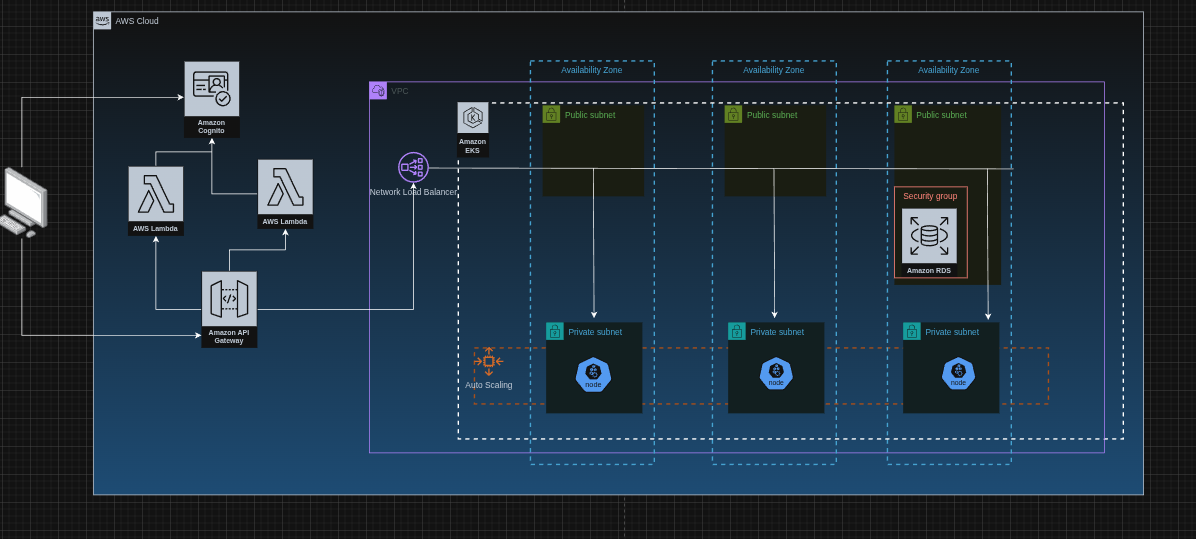 aws
AWS Cloud
Amazon
Cognito
AWS Lambda
AWS Lambda
Amazon API
Gateway
VPC
Network Load Balancer
Amazon
EKS
Availability Zone
Availability Zone
Availability Zone
Public subnet
Public subnet
Public subnet
Security group
Amazon RDS
Private subnet
Private subnet
Private subnet
Auto Scaling
node
node
node